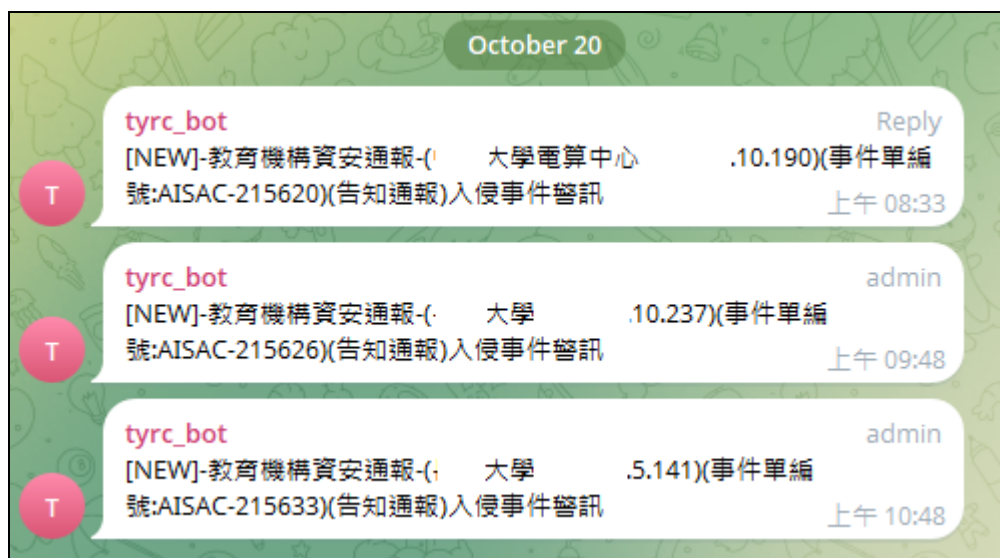 October 20
tyrc_bot
Reply
[NEW]-教育機構資安通報-( 大學電算中心 .10.190)(事件單編
號:AISAC-215620)(告知通報)入侵事件警訊
上午 08:33
T
tyrc_bot
admin
[NEW]-教育機構資安通報-( 大學 .10.237)(事件單編
號:AISAC-215626)(告知通報)入侵事件警訊
上午 09:48
T
tyrc_bot
admin
[NEW]-教育機構資安通報-( 大學 .5.141)(事件單編
號:AISAC-215633)(告知通報)入侵事件警訊
上午 10:48
T